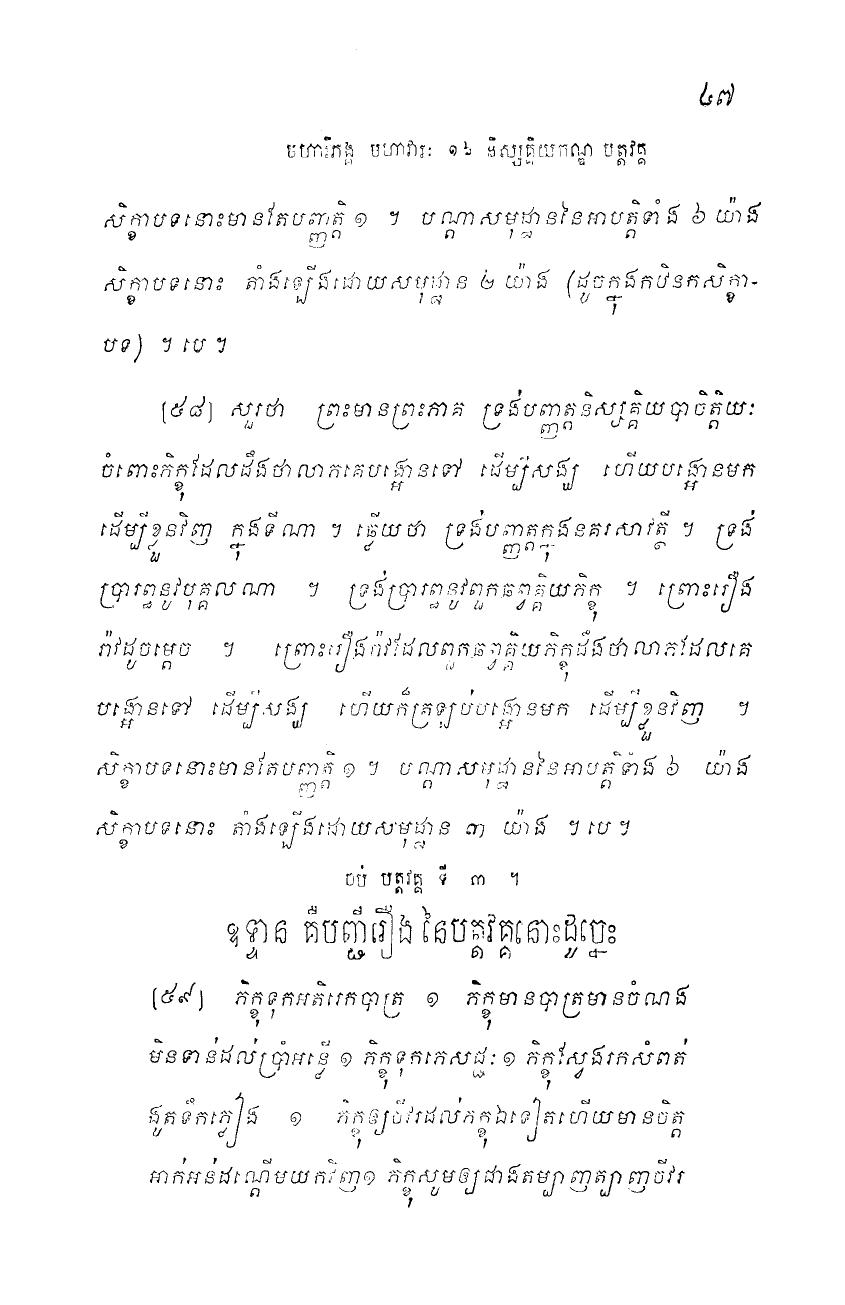 ៤៧
មហាវិភង្គ មហាវារៈ ១៦ និស្សគ្គិយកណ្ឌ បត្តវគ្គ
សិក្ខាបទនោះមានតែបញ្ញត្តិ ១ ។ បណ្តាសមុដ្ឋាននៃអាបត្តិទាំង ៦ យ៉ាង
សិក្ខាបទនោះ តាំងឡើងដោយសមុដ្ឋាន ២ យ៉ាង (ដូចក្នុងកឋិនកសិក្ខា-
បទ) ។ បេ ។
[៥៨] សួរថា ព្រះមានព្រះភាគ ទ្រង់បញ្ញត្តនិស្សគ្គិយបាចិត្តិយៈ
ចំពោះភិក្ខុដែលដឹងថាលាភគេបង្អោនទៅ ដើម្បីសង្ឃ ហើយបង្អោនមក
ដើម្បីខ្លួនវិញ ក្នុងទីណា ។ ឆ្លើយថា ទ្រង់បញ្ញត្តក្នុងនគរសាវត្ថី ។ ទ្រង់
ប្រារព្ធនូវបុគ្គលណា ។ ទ្រង់ប្រារព្ធនូវពួកឆព្វគ្គិយភិក្ខុ ។ ព្រោះរឿង
រ៉ាវដូចម្តេច ។ ព្រោះរឿងរ៉ាវដែលពួកឆព្វគ្គិយភិក្ខុដឹងថាលាភដែលគេ
បង្អោនទៅ ដើម្បីសង្ឃ ហើយក៏ត្រឡប់បង្អោនមក ដើម្បីខ្លួនវិញ ។
សិក្ខាបទនោះមានតែបញ្ញត្តិ ១ ។ បណ្តាសមុដ្ឋាននៃអាបត្តិទាំង ៦ យ៉ាង
សិក្ខាបទនោះ តាំងឡើងដោយសមុដ្ឋាន ៣ យ៉ាង ។ បេ ។
ចប់ បត្តវគ្គ ទី ៣ ។
ឧទ្ទាន គឺបញ្ជីរឿង នៃបត្តវគ្គនោះដូច្នេះ
[៥៩] ភិក្ខុទុកអតិរេកបាត្រ ១ ភិក្ខុមានបាត្រមានចំណង
មិនទាន់ដល់ប្រាំអន្លើ ១ ភិក្ខុទុកភេសជ្ជៈ ១ ភិក្ខុស្វែងរកសំពត់
ងូតទឹកភ្លៀង ១ ភិក្ខុឲ្យចីវរដល់ភិក្ខុឯទៀតហើយមានចិត្ត
អាក់អន់ដណ្តើមយកវិញ១ ភិក្ខុសូមឲ្យជាងតម្បាញត្បាញចីវរ